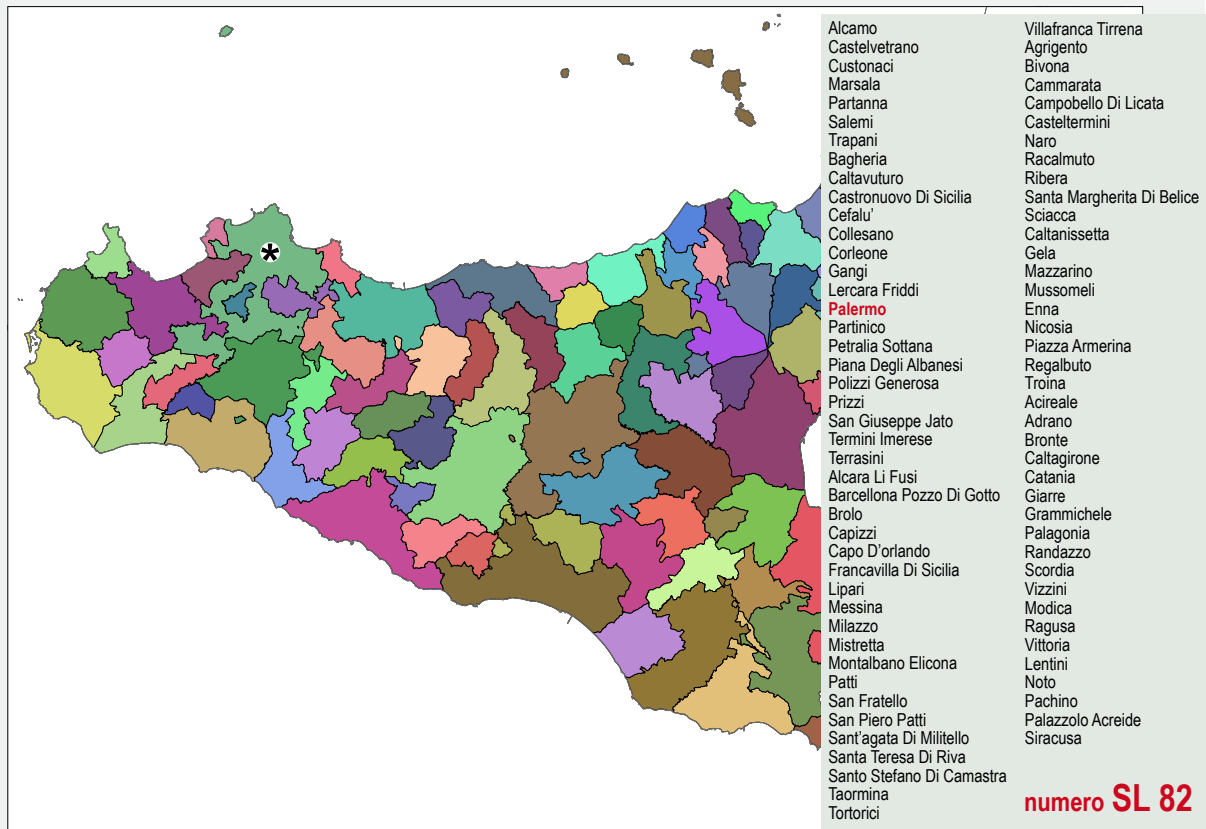 Alcamo
Castelvetrano
Custonaci
Marsala
Partanna
Salemi
Trapani
Bagheria
Caltavuturo
Castronuovo Di Sicilia
Cefalu'
Collesano
Corleone
Gangi
Lercara Friddi
Palermo
Partinico
Petralia Sottana
Piana Degli Albanesi
Polizzi Generosa
Prizzi
San Giuseppe Jato
Termini Imerese
Terrasini
Alcara Li Fusi
Barcellona Pozzo Di Gotto
Brolo
Capizzi
Capo D'orlando
Francavilla Di Sicilia
Lipari
Messina
Milazzo
Mistretta
Montalbano Elicona
Patti
San Fratello
San Piero Patti
Sant'agata Di Militello
Santa Teresa Di Riva
Santo Stefano Di Camastra
Taormina
Tortorici
Villafranca Tirrena
Agrigento
Bivona
Cammarata
Campobello Di Licata
Casteltermini
Naro
Racalmuto
Ribera
Santa Margherita Di Belice
Sciacca
Caltanissetta
Gela
Mazzarino
Mussomeli
Enna
Nicosia
Piazza Armerina
Regalbuto
Troina
Acireale
Adrano
Bronte
Caltagirone
Catania
Giarre
Grammichele
Palagonia
Randazzo
Scordia
Vizzini
Modica
Ragusa
Vittoria
Lentini
Noto
Pachino
Palazzolo Acreide
Siracusa
numero SL 82